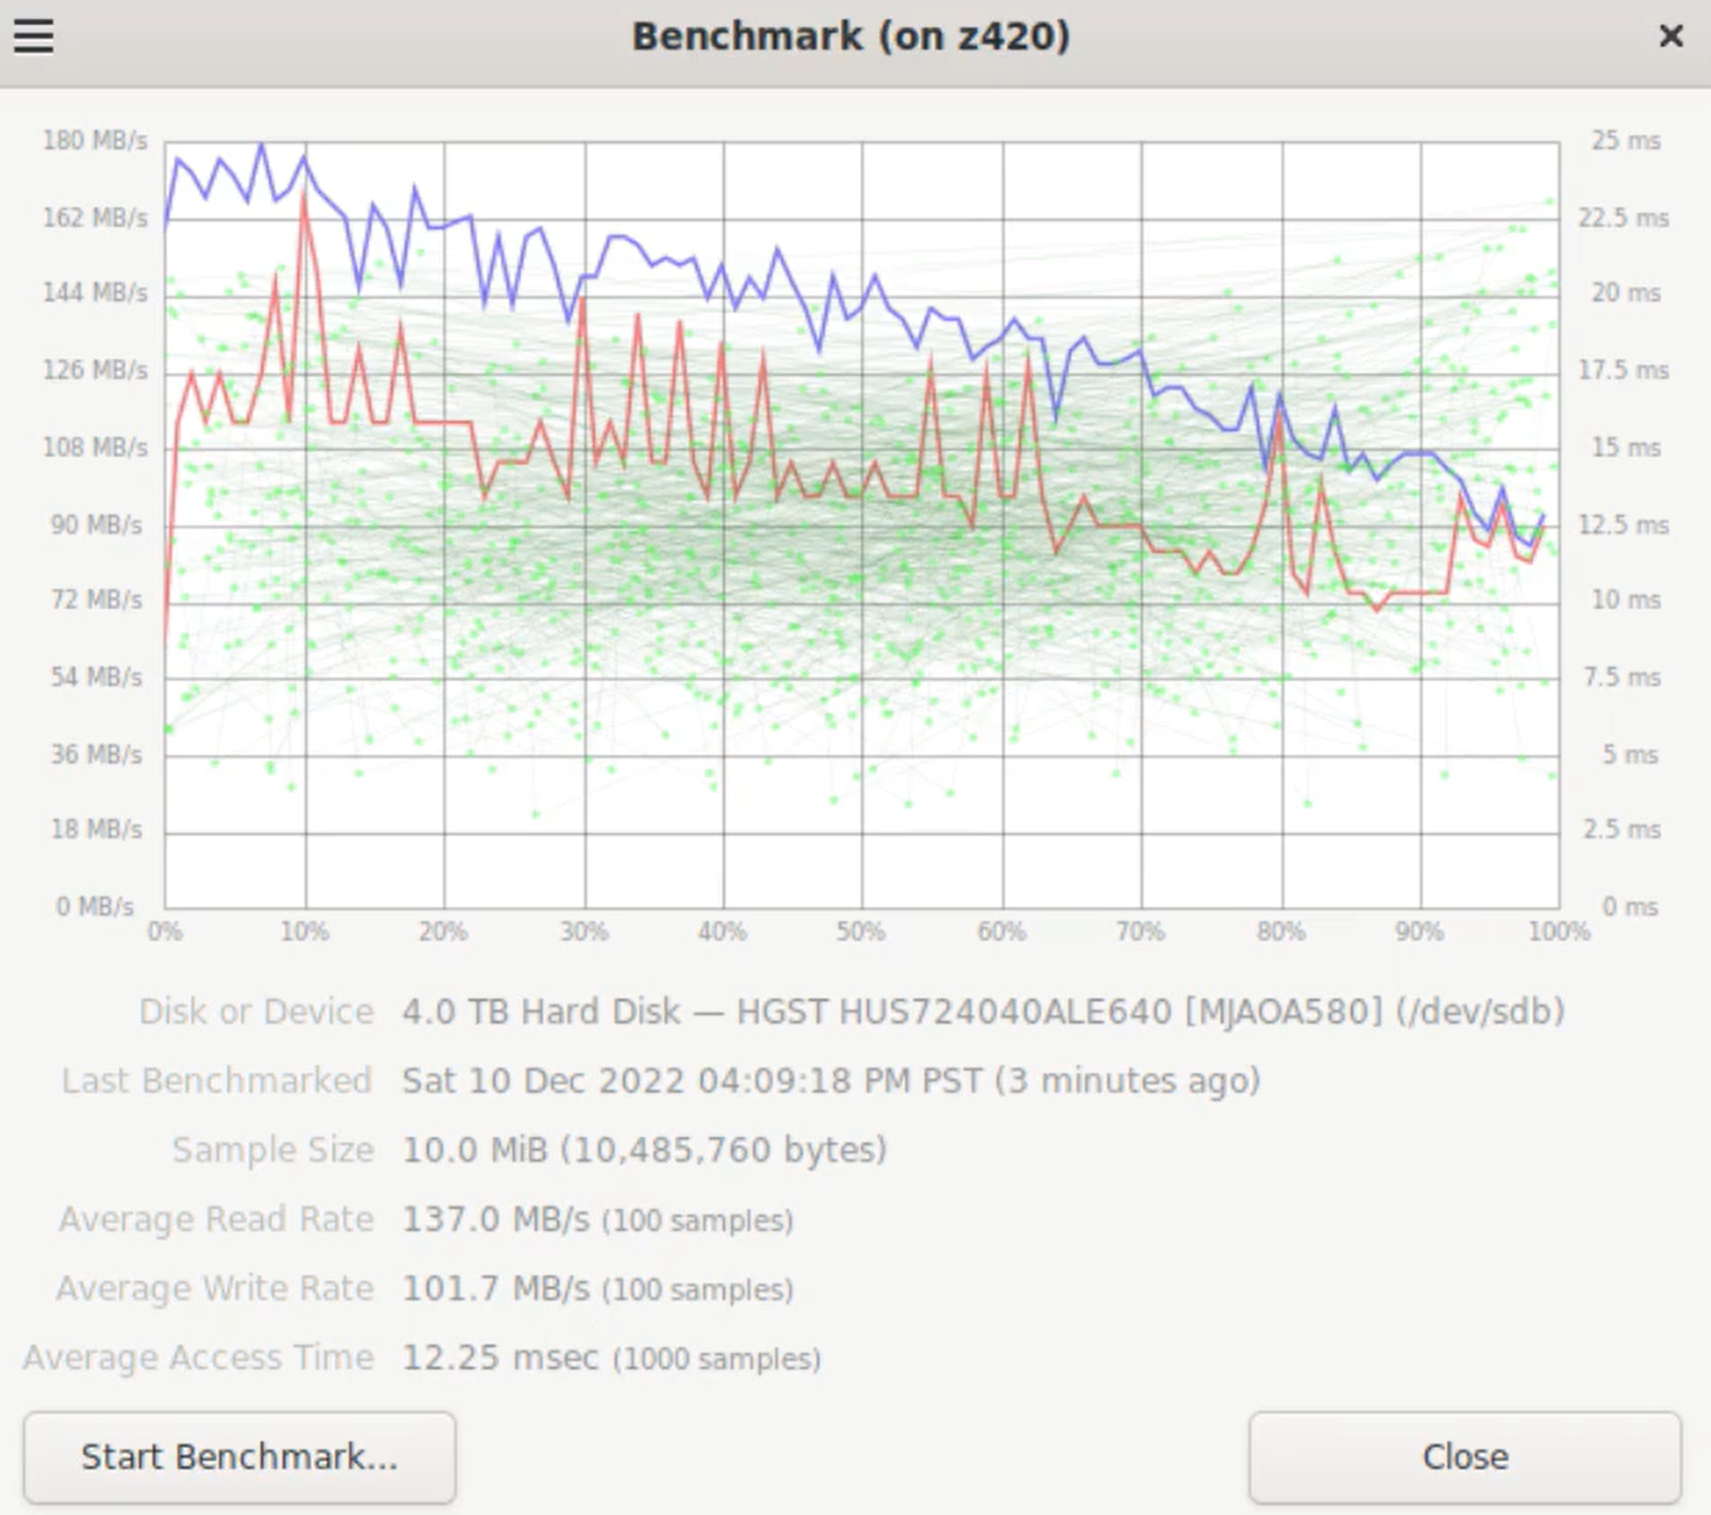 Benchmark (on z420)
180 MB/s 25 ms
162 MB/s 22.5 ms
144 MB/s 20 ms
126 MB/s 17.5 ms
108 MB/s 15 ms
90 MB/s 12.5 ms
72 MB/s 10 ms
54 MB/s 7.5 ms
36 MB/s 5 ms
18 MB/s 2.5 ms
0 MB/s 0 ms
0% 10% 20% 30% 40% 50% 60% 70% 80% 90% 100%
Disk or Device 4.0 TB Hard Disk — HGST HUS724040ALE640 [MJAOA580] (/dev/sdb)
Last Benchmarked Sat 10 Dec 2022 04:09:18 PM PST (3 minutes ago)
Sample Size 10.0 MiB (10,485,760 bytes)
Average Read Rate 137.0 MB/s (100 samples)
Average Write Rate 101.7 MB/s (100 samples)
Average Access Time 12.25 msec (1000 samples)
Start Benchmark... Close